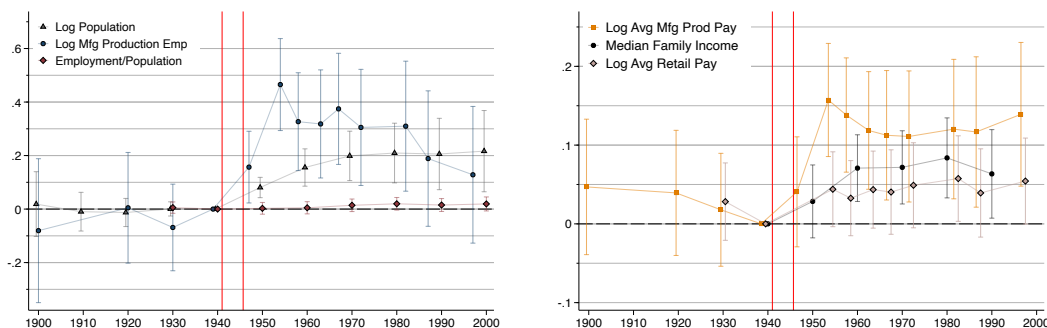 Log Population
Log Mfg Production Emp
Employment/Population
.6
.4
.2
0
-.2
1900 1910 1920 1930 1940 1950 1960 1970 1980 1990 2000
Log Avg Mfg Prod Pay
Median Family Income
Log Avg Retail Pay
.2
.1
0
-.1
1900 1910 1920 1930 1940 1950 1960 1970 1980 1990 2000